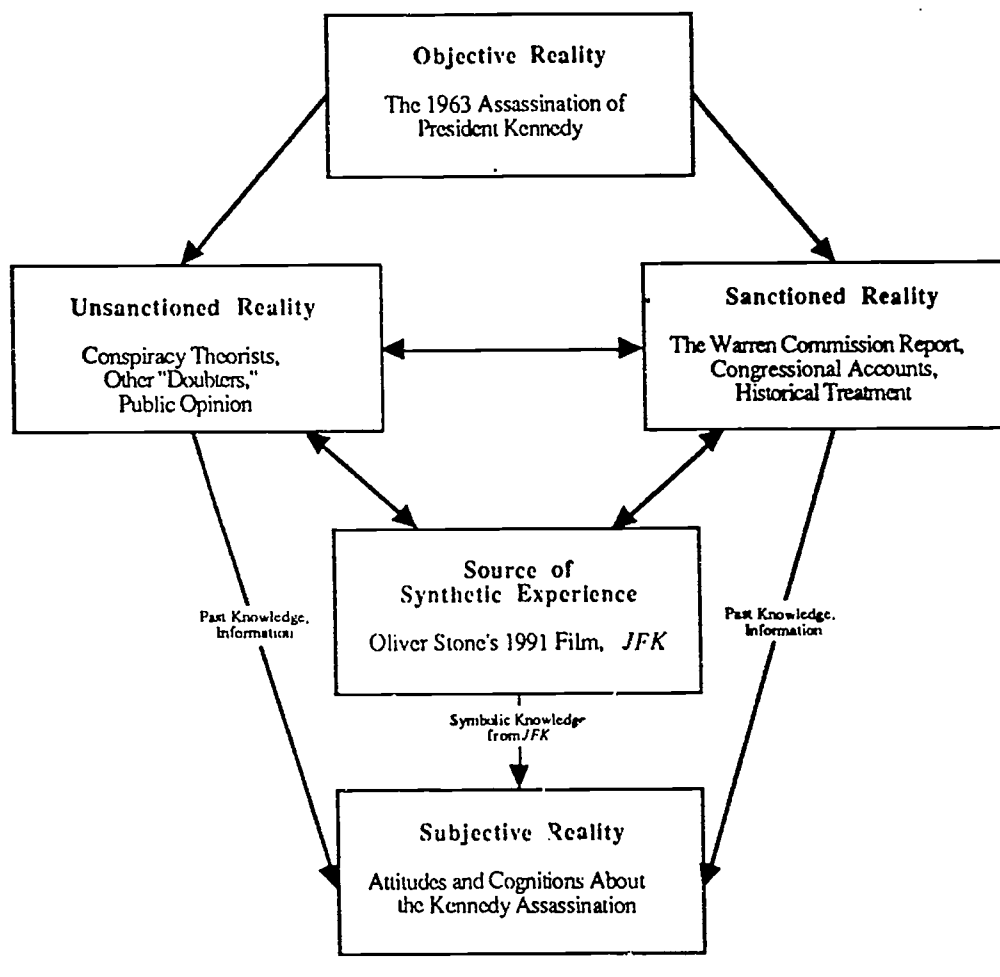 Objective Reality
The 1963 Assassination of
President Kennedy
Unsanctioned Reality
Conspiracy Theorists,
Other "Doubters,"
Public Opinion
Sanctioned Reality
The Warren Commission Report,
Congressional Accounts,
Historical Treatment
Source of
Synthetic Experience
Oliver Stone's 1991 Film, JFK
Past Knowledge,
Information
Past Knowledge,
Information
Symbolic Knowledge
from JFK
Subjective Reality
Attitudes and Cognitions About
the Kennedy Assassination